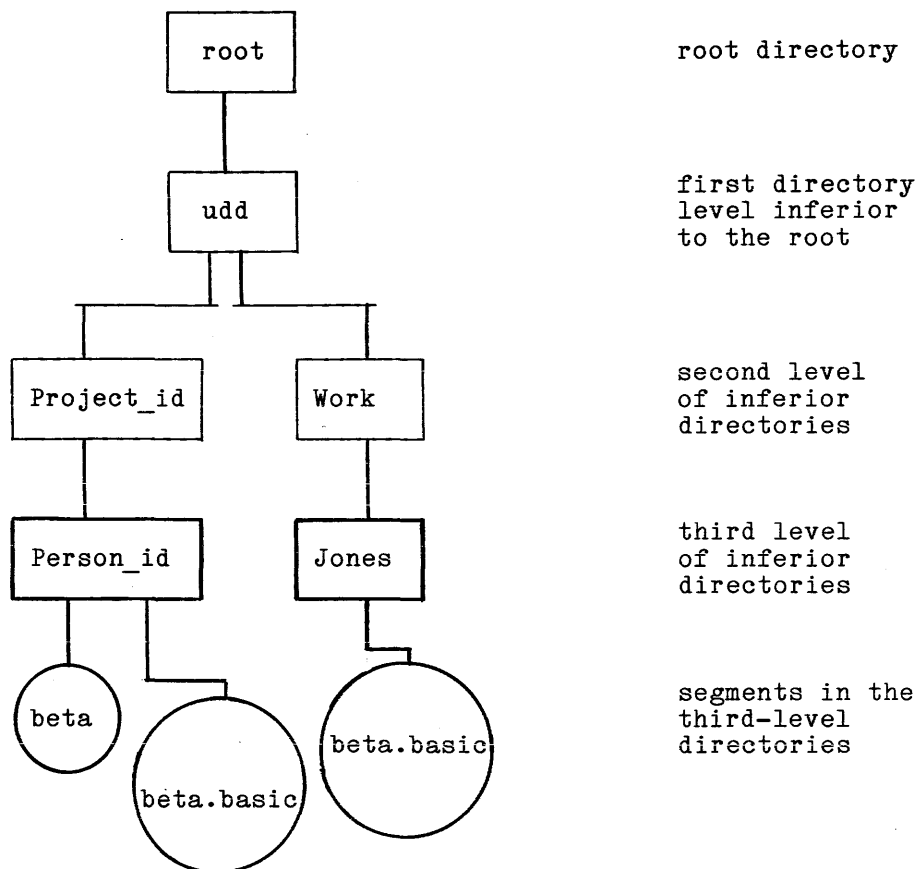 root
root directory
udd
first directory
level inferior
to the root
Project_id
Work
second level
of inferior
directories
Person_id
Jones
third level
of inferior
directories
beta
beta.basic
beta.basic
segments in the
third-level
directories